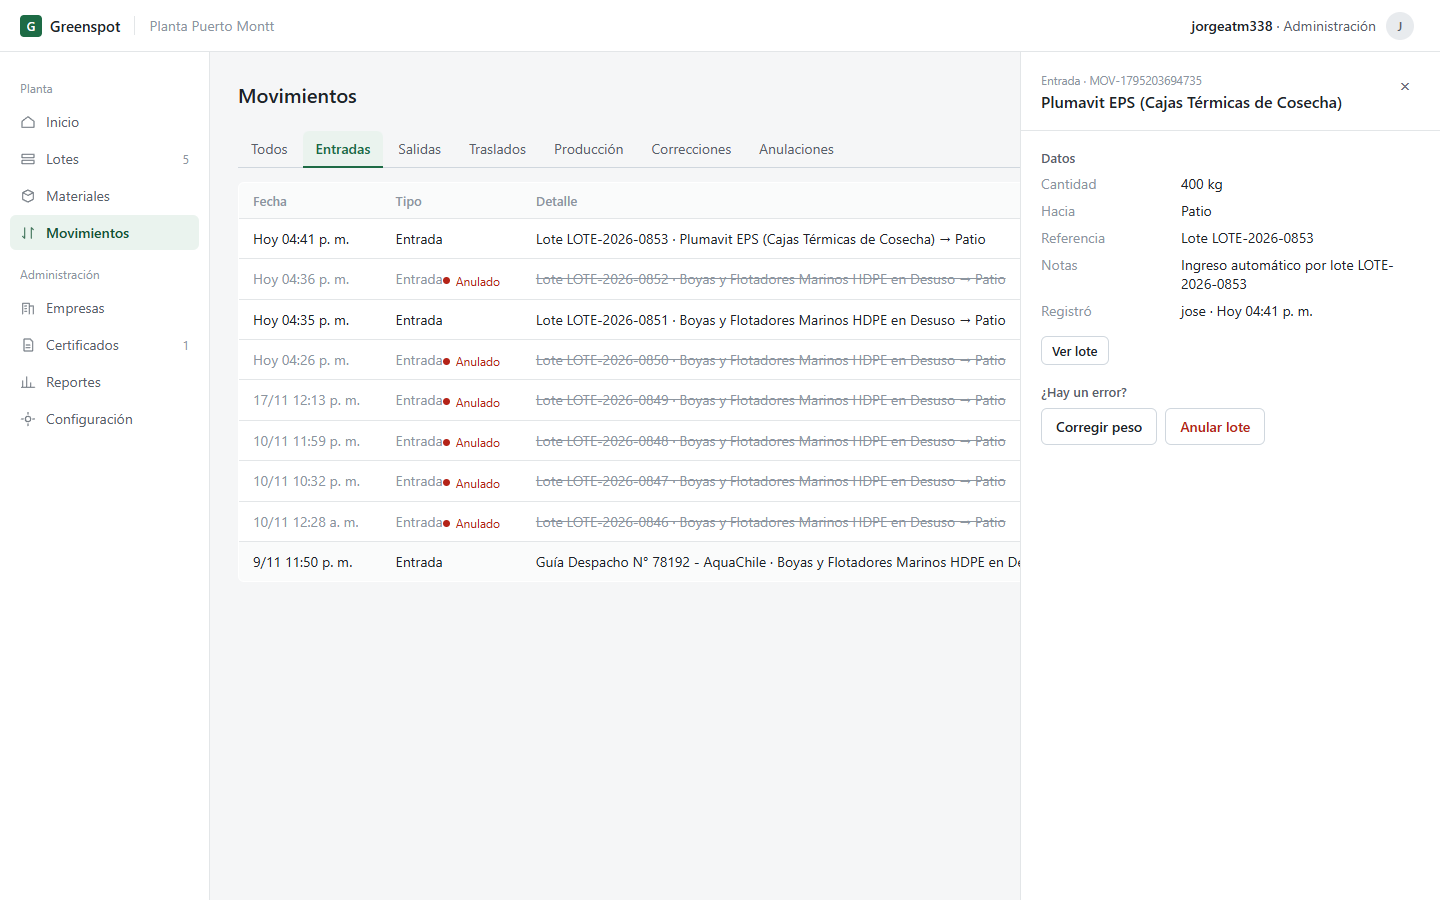 G Greenspot Planta Puerto Montt
jorgeatm338 · Administración J
Planta
Inicio
Lotes 5
Materiales
Movimientos
Administración
Empresas
Certificados 1
Reportes
Configuración
Movimientos
Todos Entradas Salidas Traslados Producción Correcciones Anulaciones
Fecha Tipo Detalle
Hoy 04:41 p. m. Entrada Lote LOTE-2026-0853 · Plumavit EPS (Cajas Térmicas de Cosecha) → Patio
Hoy 04:36 p. m. Entrada Anulado Lote LOTE-2026-0852 · Boyas y Flotadores Marinos HDPE en Desuso → Patio
Hoy 04:35 p. m. Entrada Lote LOTE-2026-0851 · Boyas y Flotadores Marinos HDPE en Desuso → Patio
Hoy 04:26 p. m. Entrada Anulado Lote LOTE-2026-0850 · Boyas y Flotadores Marinos HDPE en Desuso → Patio
17/11 12:13 p. m. Entrada Anulado Lote LOTE-2026-0849 · Boyas y Flotadores Marinos HDPE en Desuso → Patio
10/11 11:59 p. m. Entrada Anulado Lote LOTE-2026-0848 · Boyas y Flotadores Marinos HDPE en Desuso → Patio
10/11 10:32 p. m. Entrada Anulado Lote LOTE-2026-0847 · Boyas y Flotadores Marinos HDPE en Desuso → Patio
10/11 12:28 a. m. Entrada Anulado Lote LOTE-2026-0846 · Boyas y Flotadores Marinos HDPE en Desuso → Patio
9/11 11:50 p. m. Entrada Guía Despacho N° 78192 - AquaChile · Boyas y Flotadores Marinos HDPE en De
Entrada · MOV-1795203694735
Plumavit EPS (Cajas Térmicas de Cosecha)
×
Datos
Cantidad 400 kg
Hacia Patio
Referencia Lote LOTE-2026-0853
Notas Ingreso automático por lote LOTE-
2026-0853
Registró jose · Hoy 04:41 p. m.
Ver lote
¿Hay un error?
Corregir peso Anular lote